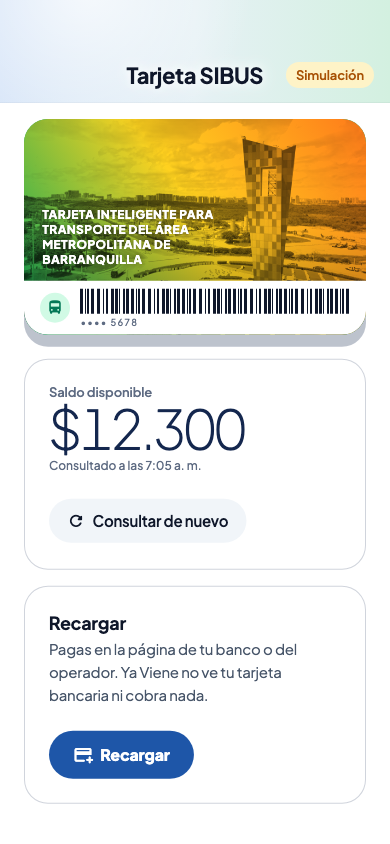 Tarjeta SIBUS
Simulación
TARJETA INTELIGENTE PARA
TRANSPORTE DEL ÁREA
METROPOLITANA DE
BARRANQUILLA
•••• 5678
Saldo disponible
$12.300
Consultado a las 7:05 a. m.
Consultar de nuevo
Recargar
Pagas en la página de tu banco o del
operador. Ya Viene no ve tu tarjeta
bancaria ni cobra nada.
Recargar